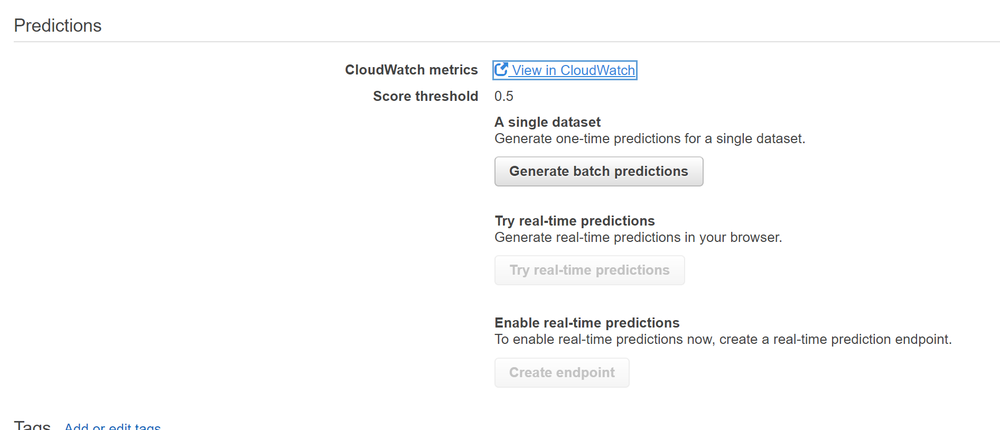 Predictions
CloudWatch metrics View in CloudWatch
Score threshold 0.5
A single dataset
Generate one-time predictions for a single dataset.
Generate batch predictions
Try real-time predictions
Generate real-time predictions in your browser.
Try real-time predictions
Enable real-time predictions
To enable real-time predictions now, create a real-time prediction endpoint.
Create endpoint
Tags Add or edit tags